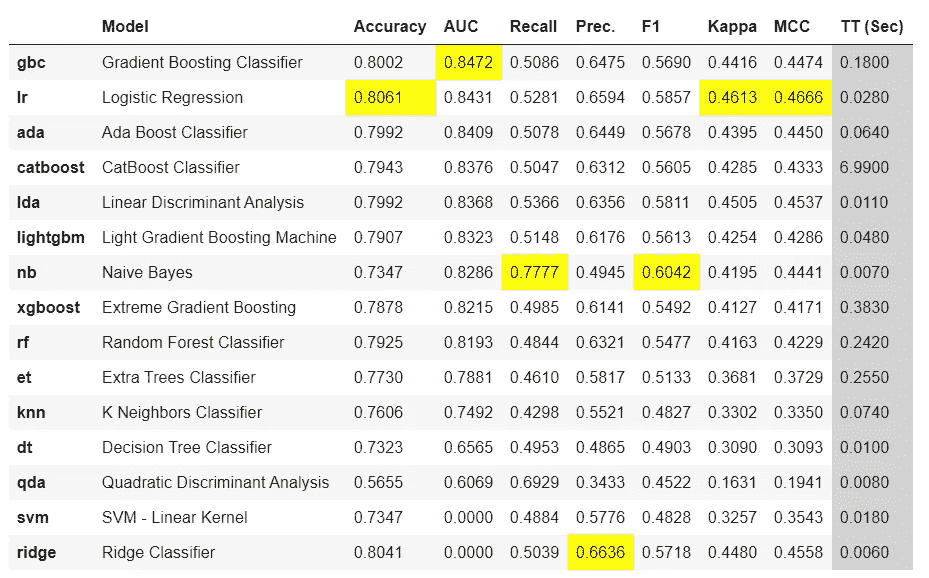 Model Accuracy AUC Recall Prec. F1 Kappa MCC TT (Sec)
gbc Gradient Boosting Classifier 0.8002 0.8472 0.5086 0.6475 0.5690 0.4416 0.4474 0.1800
lr Logistic Regression 0.8061 0.8431 0.5281 0.6594 0.5857 0.4613 0.4666 0.0280
ada Ada Boost Classifier 0.7992 0.8409 0.5078 0.6449 0.5678 0.4395 0.4450 0.0640
catboost CatBoost Classifier 0.7943 0.8376 0.5047 0.6312 0.5605 0.4285 0.4333 6.9900
lda Linear Discriminant Analysis 0.7992 0.8368 0.5366 0.6356 0.5811 0.4505 0.4537 0.0110
lightgbm Light Gradient Boosting Machine 0.7907 0.8323 0.5148 0.6176 0.5613 0.4254 0.4286 0.0480
nb Naive Bayes 0.7347 0.8286 0.7777 0.4945 0.6042 0.4195 0.4441 0.0070
xgboost Extreme Gradient Boosting 0.7878 0.8215 0.4985 0.6141 0.5492 0.4127 0.4171 0.3830
rf Random Forest Classifier 0.7925 0.8193 0.4844 0.6321 0.5477 0.4163 0.4229 0.2420
et Extra Trees Classifier 0.7730 0.7881 0.4610 0.5817 0.5133 0.3681 0.3729 0.2550
knn K Neighbors Classifier 0.7606 0.7492 0.4298 0.5521 0.4827 0.3302 0.3350 0.0740
dt Decision Tree Classifier 0.7323 0.6565 0.4953 0.4865 0.4903 0.3090 0.3093 0.0100
qda Quadratic Discriminant Analysis 0.5655 0.6069 0.6929 0.3433 0.4522 0.1631 0.1941 0.0080
svm SVM - Linear Kernel 0.7347 0.0000 0.4884 0.5776 0.4828 0.3257 0.3543 0.0180
ridge Ridge Classifier 0.8041 0.0000 0.5039 0.6636 0.5718 0.4480 0.4558 0.0060